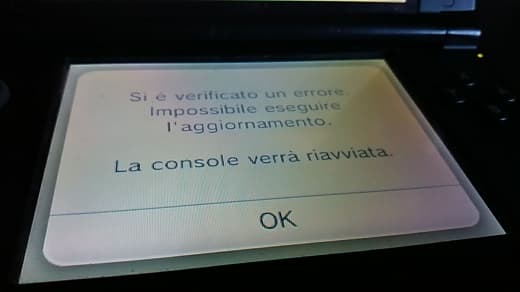 Si è verificato un errore.
Impossibile eseguire
l'aggiornamento.
La console verrà riavviata.
OK